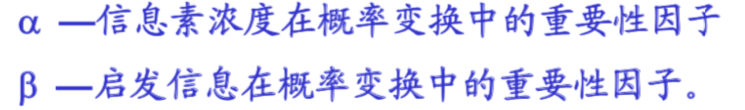 α —信息素浓度在概率变换中的重要性因子
β —启发信息在概率变换中的重要性因子。